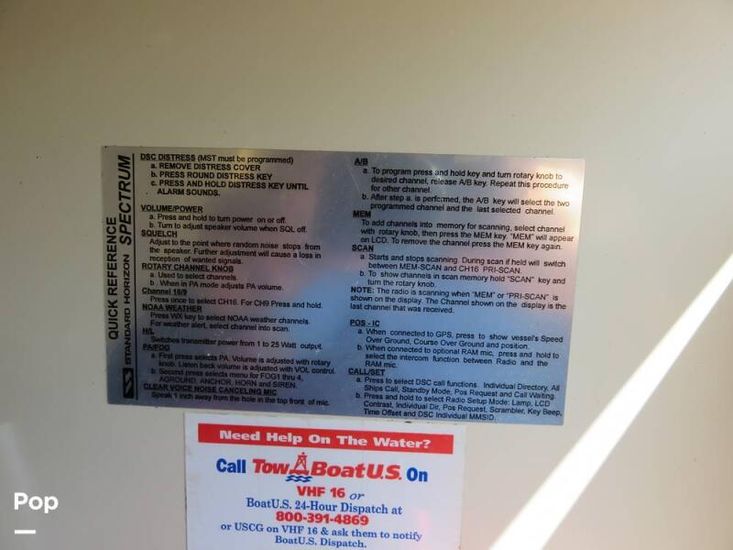 QUICK REFERENCE
STANDARD HORIZON SPECTRUM
DSC DISTRESS (MST must be programmed)
a. REMOVE DISTRESS COVER
b. PRESS ROUND DISTRESS KEY
c. PRESS AND HOLD DISTRESS KEY UNTIL
ALARM SOUNDS.
VOLUME/POWER
a. Press and hold to turn power on or off.
b. Turn to adjust speaker volume when SQL off.
SQUELCH
Adjust to the point where random noise stops from
the speaker. Further adjustment will cause a loss in
reception of wanted signals.
ROTARY CHANNEL KNOB
a. Used to select channels.
b. When in PA mode adjusts PA volume.
Channel 16/9
Press once to select CH16. For CH9 Press and hold.
NOAA WEATHER
Press WX key to select NOAA weather channels.
For weather alert, select channel into scan.
H/L
Switches transmitter power from 1 to 25 Watt output.
PA/FOG
a. First press selects PA. Volume is adjusted with rotary
knob. Listen back volume is adjusted with VOL control.
b. Second press selects menu for FOG1 thru 4,
AGROUND, ANCHOR, HORN and SIREN.
CLEAR VOICE NOISE CANCELING MIC
Speak 1 inch away from the hole in the top front of mic.
A/B
a. To program press and hold key and turn rotary knob to
desired channel, release A/B key. Repeat this procedure
for other channel.
b. After step a. is performed, the A/B key will select the two
programmed channel and the last selected channel.
MEM
To add channels into memory for scanning, select channel
with rotary knob, then press the MEM key. "MEM" will appear
on LCD. To remove the channel press the MEM key again.
SCAN
a. Starts and stops scanning. During scan if held will switch
between MEM-SCAN and CH16 PRI-SCAN.
b. To show channels in scan memory hold "SCAN" key and
turn the rotary knob.
NOTE: The radio is scanning when "MEM" or "PRI-SCAN" is
shown on the display. The Channel shown on the display is the
last channel that was received.
POS - IC
a. When connected to GPS, press to show vessel's Speed
Over Ground, Course Over Ground and position.
b. When connected to optional RAM mic, press and hold to
select the intercom function between Radio and the
RAM mic.
CALL/SET
a. Press to select DSC call functions. Individual Directory, All
Ships Call, Standby Mode, Pos Request and Call Waiting.
b. Press and hold to select Radio Setup Mode: Lamp, LCD
Contrast, Individual Dir, Pos Request, Scrambler, Key Beep,
Time Offset and DSC Individual MMSID.
Need Help On The Water?
Call Tow BoatU.S. On
VHF 16 or
BoatU.S. 24-Hour Dispatch at
800-391-4869
or USCG on VHF 16 & ask them to notify
BoatU.S. Dispatch.
Pop